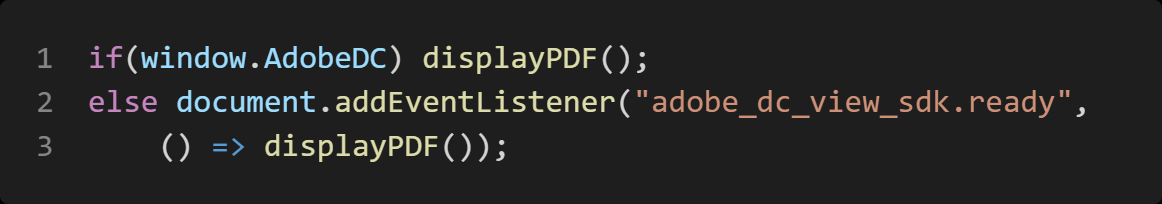 1 if(window.AdobeDC) displayPDF();
2 else document.addEventListener("adobe_dc_view_sdk.ready",
3 () => displayPDF());